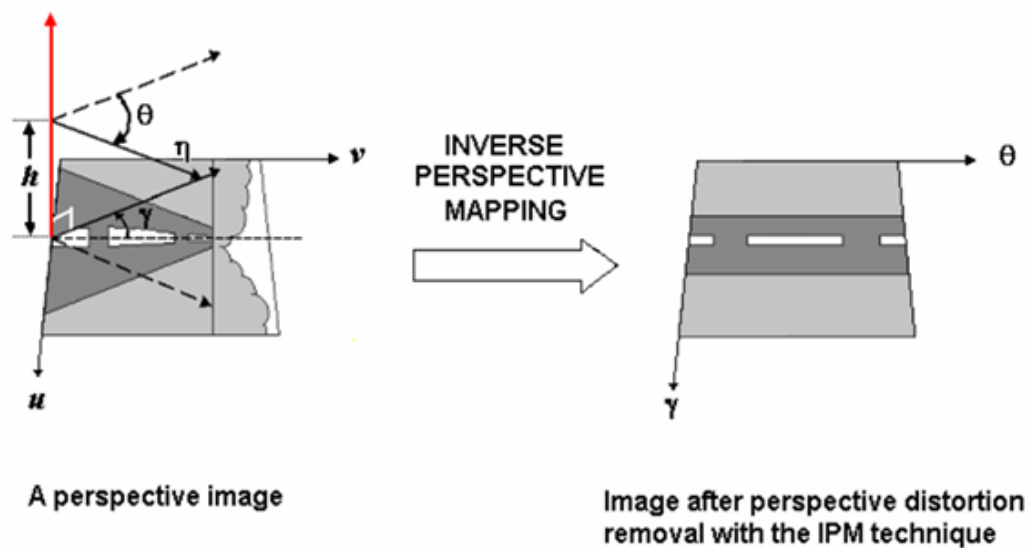 θ
η
v
h
γ
u
A perspective image
INVERSE
PERSPECTIVE
MAPPING
θ
γ
Image after perspective distortion
removal with the IPM technique